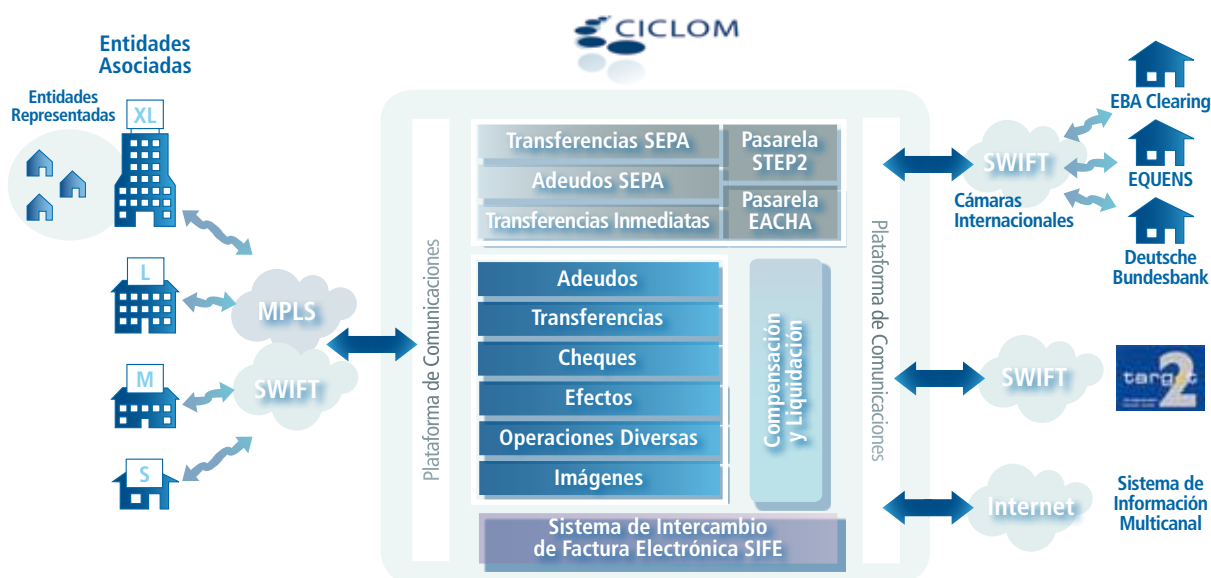 CICLOM
Entidades
Asociadas
Entidades
Representadas
XL
L
M
S
MPLS
SWIFT
Plataforma de Comunicaciones
Transferencias SEPA
Adeudos SEPA
Transferencias Inmediatas
Pasarela
STEP2
Pasarela
EACHA
Adeudos
Transferencias
Cheques
Efectos
Operaciones Diversas
Imágenes
Compensación
y Liquidación
Sistema de Intercambio
de Factura Electrónica SIFE
Plataforma de Comunicaciones
SWIFT
Cámaras
Internacionales
EBA Clearing
EQUENS
Deutsche
Bundesbank
SWIFT
target
2
Internet
Sistema de
Información
Multicanal